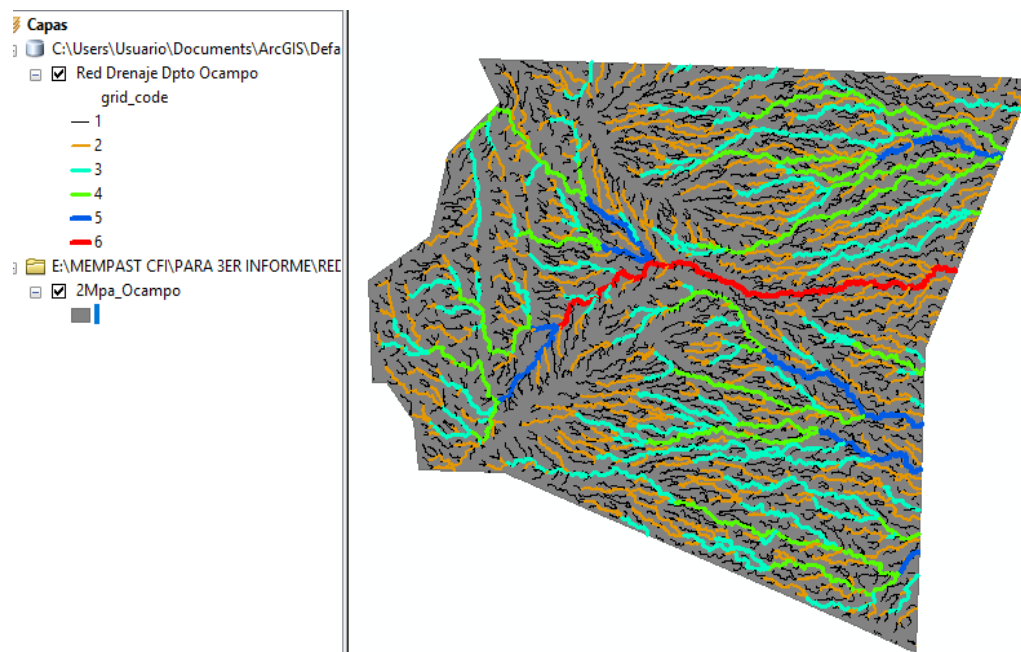 Capas
C:\Users\Usuario\Documents\ArcGIS\Defa
Red Drenaje Dpto Ocampo
grid_code
1
2
3
4
5
6
E:\MEMPAST CFI\PARA 3ER INFORME\RED
2Mpa_Ocampo